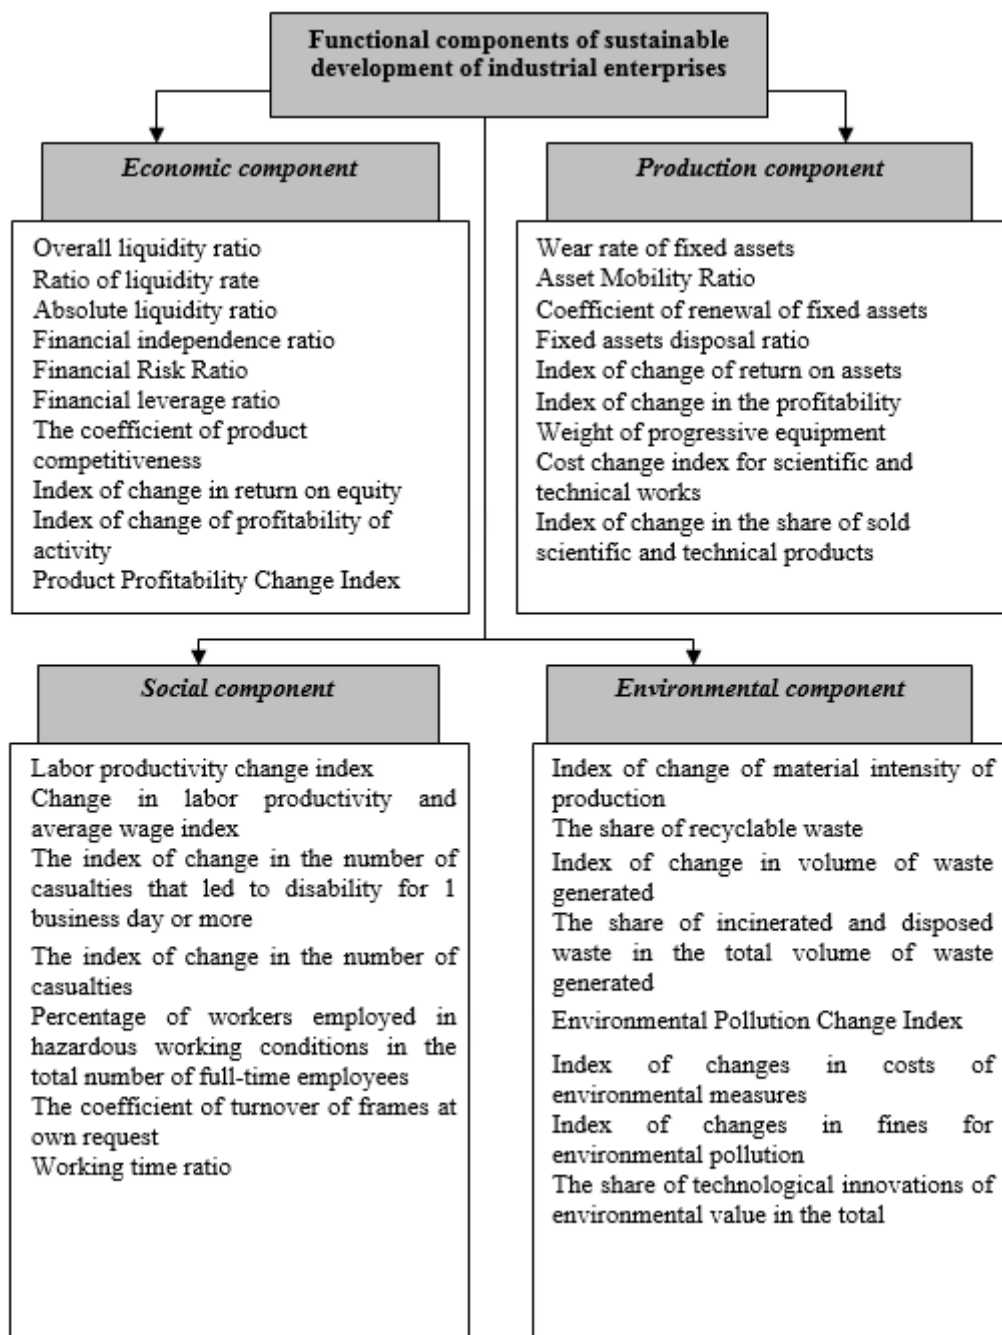 Functional components of sustainable
development of industrial enterprises
Economic component
Overall liquidity ratio
Ratio of liquidity rate
Absolute liquidity ratio
Financial independence ratio
Financial Risk Ratio
Financial leverage ratio
The coefficient of product
competitiveness
Index of change in return on equity
Index of change of profitability of
activity
Product Profitability Change Index
Production component
Wear rate of fixed assets
Asset Mobility Ratio
Coefficient of renewal of fixed assets
Fixed assets disposal ratio
Index of change of return on assets
Index of change in the profitability
Weight of progressive equipment
Cost change index for scientific and
technical works
Index of change in the share of sold
scientific and technical products
Social component
Labor productivity change index
Change in labor productivity and
average wage index
The index of change in the number of
casualties that led to disability for 1
business day or more
The index of change in the number of
casualties
Percentage of workers employed in
hazardous working conditions in the
total number of full-time employees
The coefficient of turnover of frames at
own request
Working time ratio
Environmental component
Index of change of material intensity of
production
The share of recyclable waste
Index of change in volume of waste
generated
The share of incinerated and disposed
waste in the total volume of waste
generated
Environmental Pollution Change Index
Index of changes in costs of
environmental measures
Index of changes in fines for
environmental pollution
The share of technological innovations of
environmental value in the total